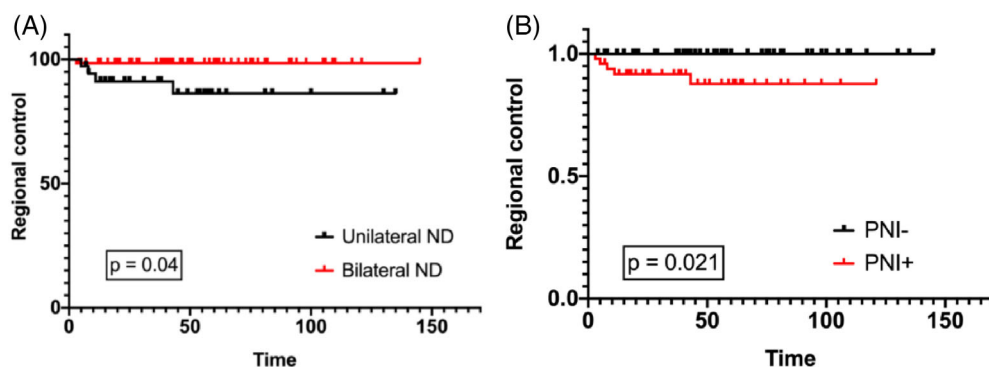 (A)
Regional control
100
50
0
0 50 100 150
Time
Unilateral ND
Bilateral ND
p = 0.04
(B)
Regional control
1.0
0.5
0.0
0 50 100 150
Time
PNI-
PNI+
p = 0.021